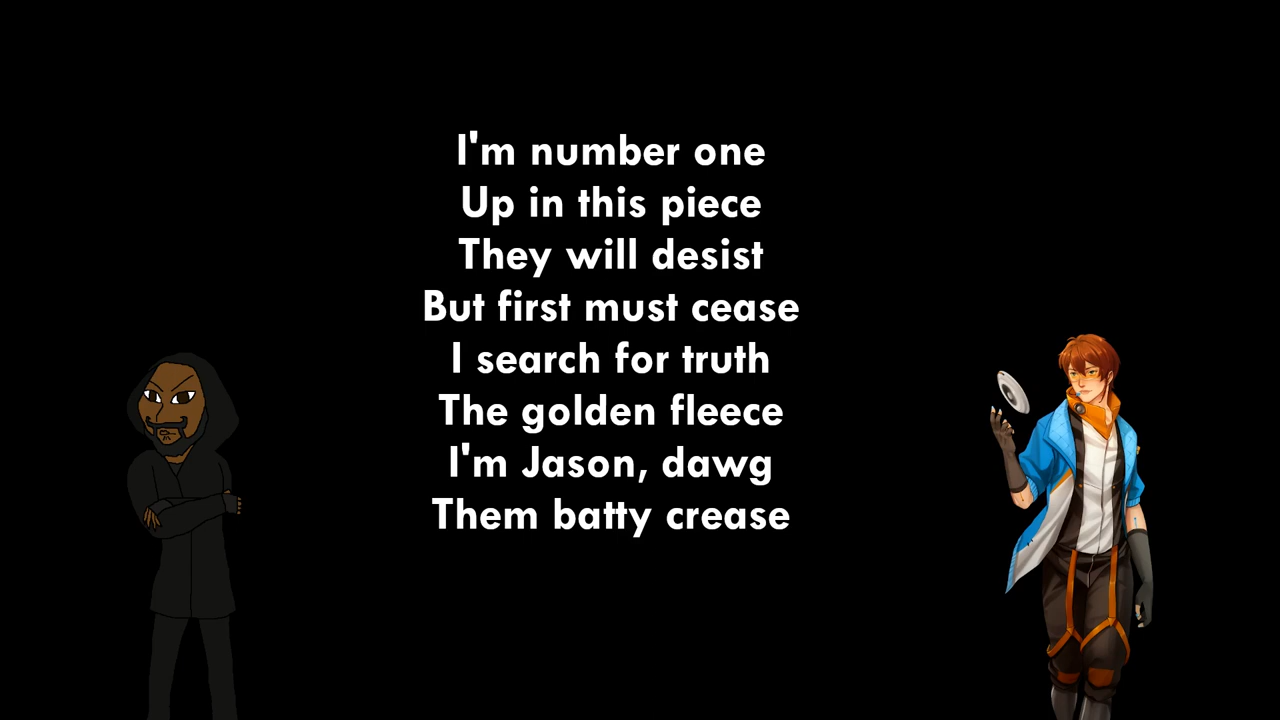 I'm number one
Up in this piece
They will desist
But first must cease
I search for truth
The golden fleece
I'm Jason, dawg
Them batty crease